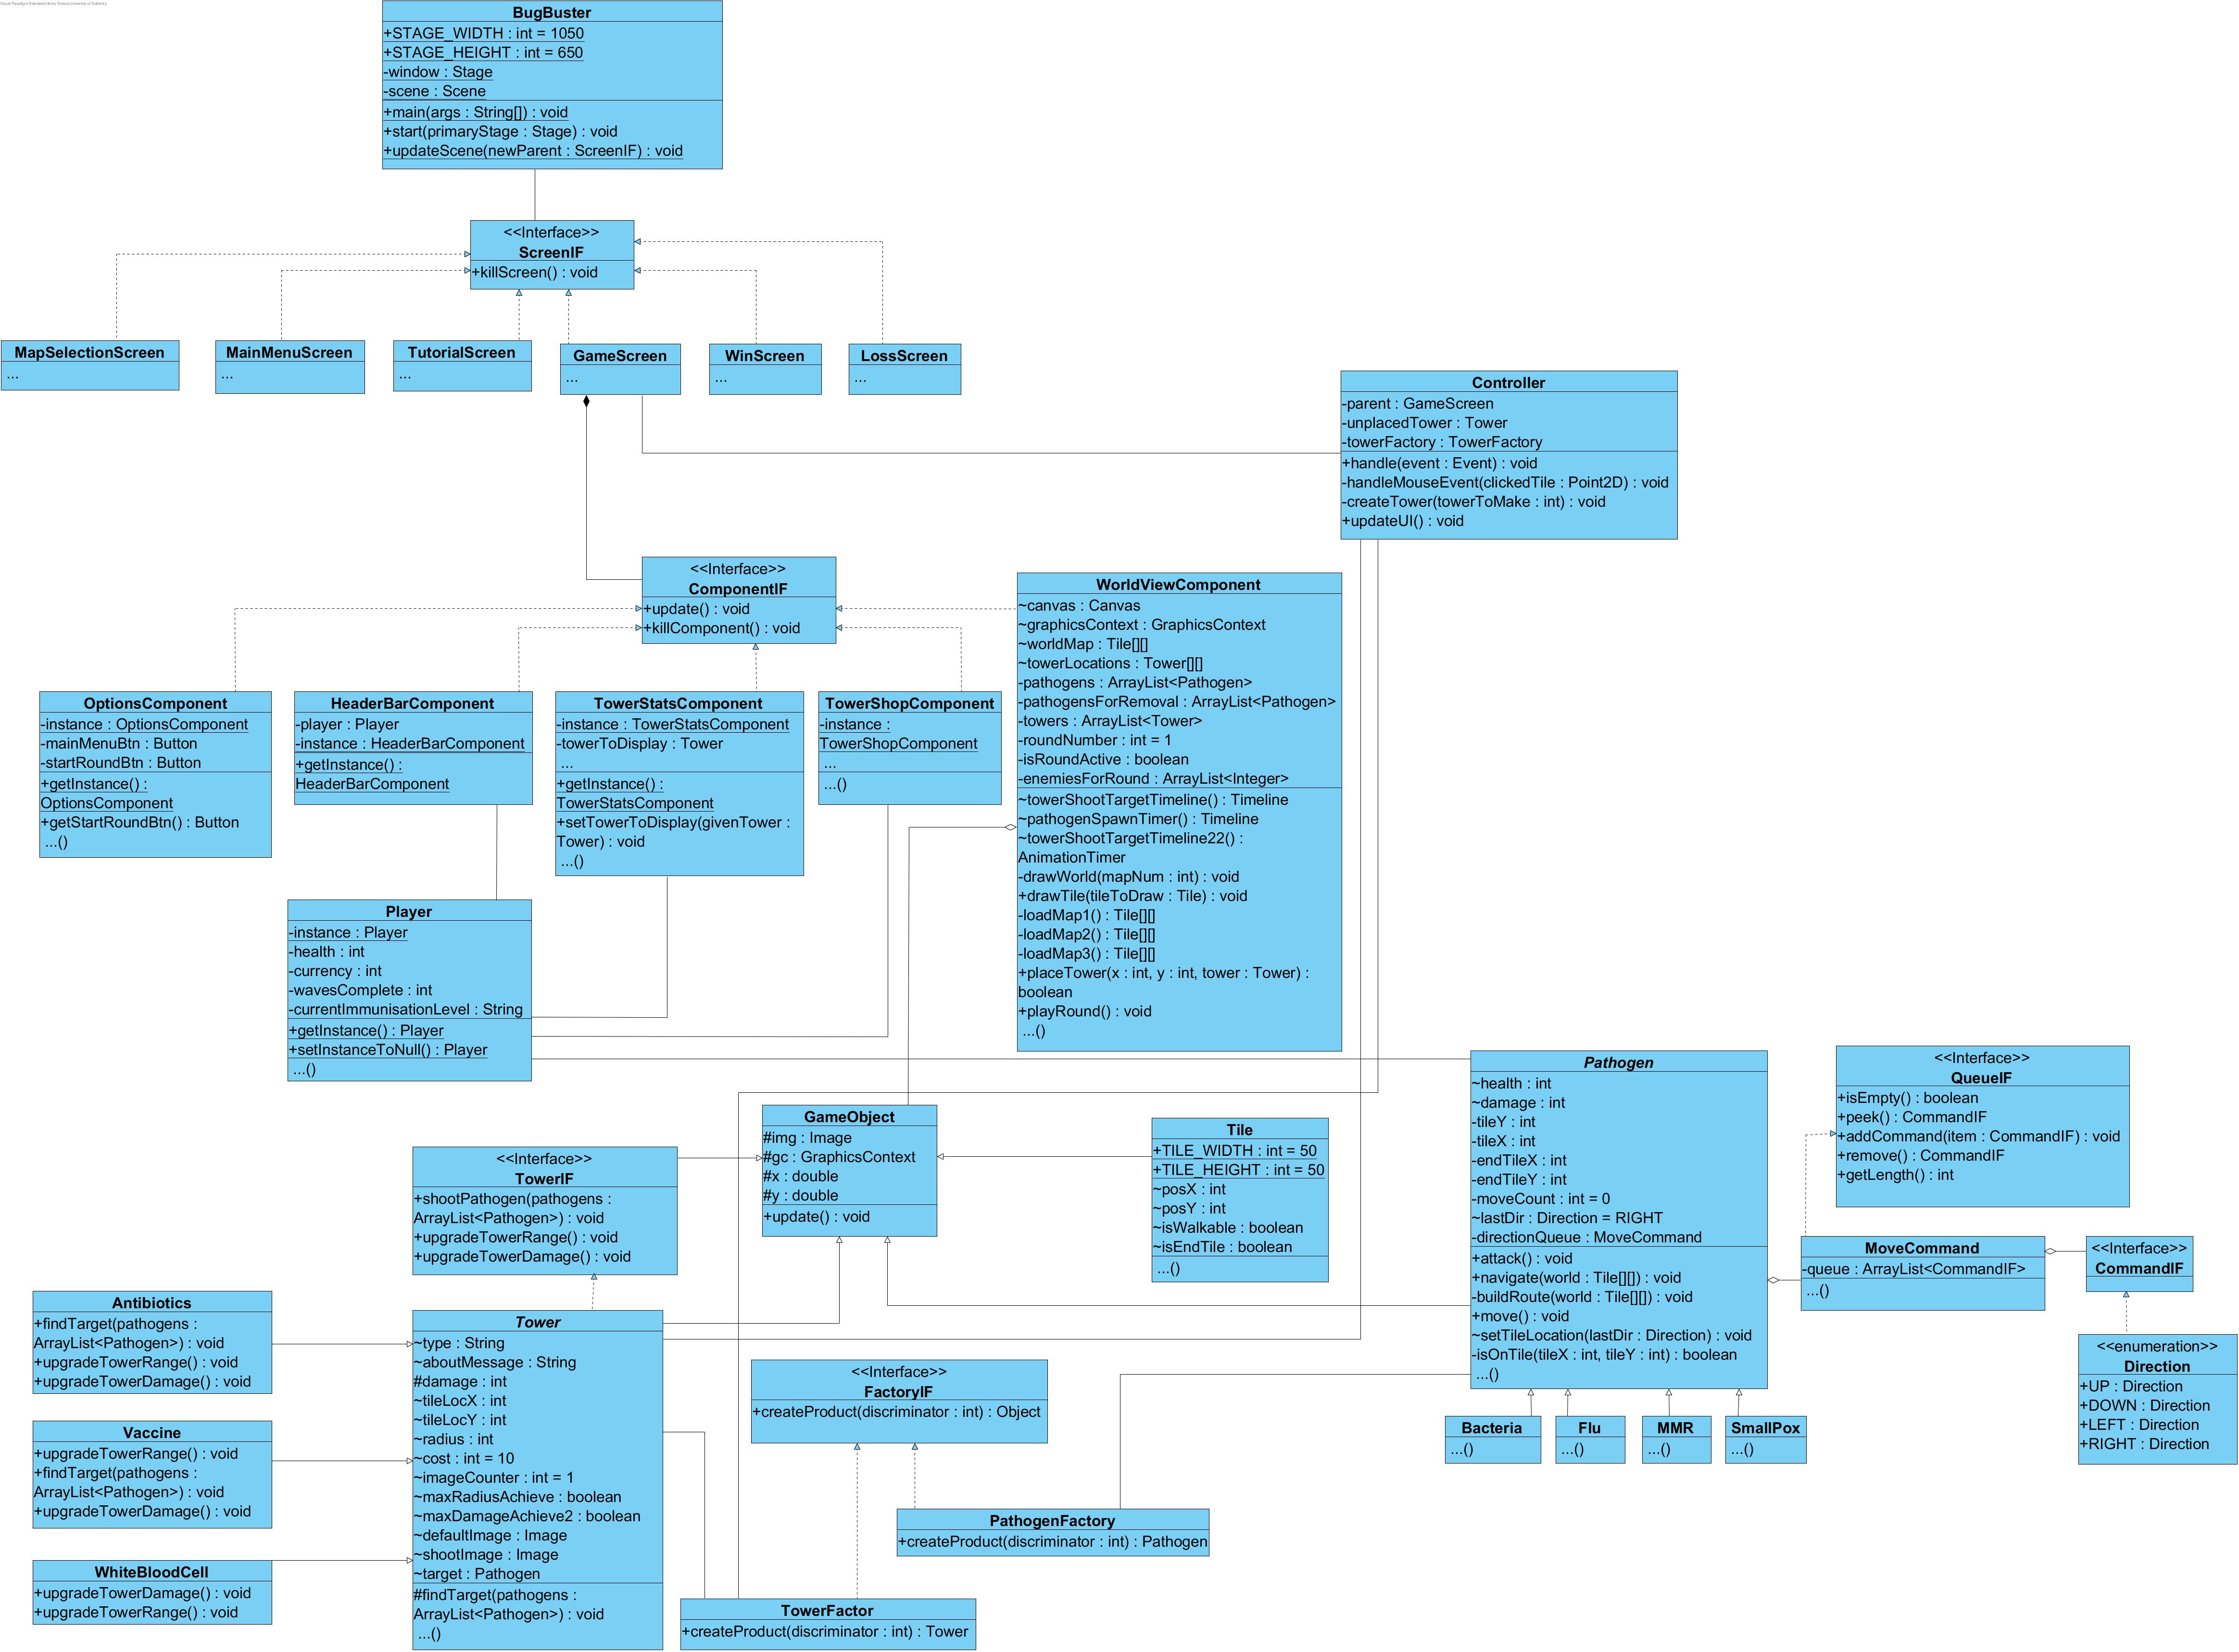 Visual Paradigm Standard(Henry Somers(University of Salford))
BugBuster
+STAGE_WIDTH : int = 1050
+STAGE_HEIGHT : int = 650
-window : Stage
-scene : Scene
+main(args : String[]) : void
+start(primaryStage : Stage) : void
+updateScene(newParent : ScreenIF) : void
<<Interface>>
ScreenIF
+killScreen() : void
MapSelectionScreen
...
MainMenuScreen
...
TutorialScreen
...
GameScreen
...
WinScreen
...
LossScreen
...
Controller
-parent : GameScreen
-unplacedTower : Tower
-towerFactory : TowerFactory
+handle(event : Event) : void
-handleMouseEvent(clickedTile : Point2D) : void
-createTower(towerToMake : int) : void
+updateUI() : void
<<Interface>>
ComponentIF
+update() : void
+killComponent() : void
WorldViewComponent
~canvas : Canvas
~graphicsContext : GraphicsContext
~worldMap : Tile[][]
~towerLocations : Tower[][]
-pathogens : ArrayList<Pathogen>
-pathogensForRemoval : ArrayList<Pathogen>
-towers : ArrayList<Tower>
-roundNumber : int = 1
-isRoundActive : boolean
-enemiesForRound : ArrayList<Integer>
~towerShootTargetTimeline() : Timeline
~pathogenSpawnTimer() : Timeline
~towerShootTargetTimeline22() :
AnimationTimer
-drawWorld(mapNum : int) : void
+drawTile(tileToDraw : Tile) : void
-loadMap1() : Tile[][]
-loadMap2() : Tile[][]
-loadMap3() : Tile[][]
+placeTower(x : int, y : int, tower : Tower) :
boolean
+playRound() : void
...()
OptionsComponent
-instance : OptionsComponent
-mainMenuBtn : Button
-startRoundBtn : Button
+getInstance() :
OptionsComponent
+getStartRoundBtn() : Button
...()
HeaderBarComponent
-player : Player
-instance : HeaderBarComponent
+getInstance() :
HeaderBarComponent
TowerStatsComponent
-instance : TowerStatsComponent
-towerToDisplay : Tower
...
+getInstance() :
TowerStatsComponent
+setTowerToDisplay(givenTower :
Tower) : void
...()
TowerShopComponent
-instance :
TowerShopComponent
...
...()
Player
-instance : Player
-health : int
-currency : int
-wavesComplete : int
-currentImmunisationLevel : String
+getInstance() : Player
+setInstanceToNull() : Player
...()
Pathogen
~health : int
~damage : int
-tileY : int
-tileX : int
-endTileX : int
-endTileY : int
-moveCount : int = 0
~lastDir : Direction = RIGHT
-directionQueue : MoveCommand
+attack() : void
+navigate(world : Tile[][]) : void
-buildRoute(world : Tile[][]) : void
+move() : void
~setTileLocation(lastDir : Direction) : void
-isOnTile(tileX : int, tileY : int) : boolean
...()
<<Interface>>
QueueIF
+isEmpty() : boolean
+peek() : CommandIF
+addCommand(item : CommandIF) : void
+remove() : CommandIF
+getLength() : int
GameObject
#img : Image
#gc : GraphicsContext
#x : double
#y : double
+update() : void
Tile
+TILE_WIDTH : int = 50
+TILE_HEIGHT : int = 50
~posX : int
~posY : int
~isWalkable : boolean
~isEndTile : boolean
...()
<<Interface>>
TowerIF
+shootPathogen(pathogens :
ArrayList<Pathogen>) : void
+upgradeTowerRange() : void
+upgradeTowerDamage() : void
MoveCommand
-queue : ArrayList<CommandIF>
...()
<<Interface>>
CommandIF
<<enumeration>>
Direction
+UP : Direction
+DOWN : Direction
+LEFT : Direction
+RIGHT : Direction
Antibiotics
+findTarget(pathogens :
ArrayList<Pathogen>) : void
+upgradeTowerRange() : void
+upgradeTowerDamage() : void
Vaccine
+upgradeTowerRange() : void
+findTarget(pathogens :
ArrayList<Pathogen>) : void
+upgradeTowerDamage() : void
WhiteBloodCell
+upgradeTowerDamage() : void
+upgradeTowerRange() : void
Tower
~type : String
~aboutMessage : String
#damage : int
~tileLocX : int
~tileLocY : int
~radius : int
~cost : int = 10
~imageCounter : int = 1
~maxRadiusAchieve : boolean
~maxDamageAchieve2 : boolean
~defaultImage : Image
~shootImage : Image
~target : Pathogen
#findTarget(pathogens :
ArrayList<Pathogen>) : void
...()
<<Interface>>
FactoryIF
+createProduct(discriminator : int) : Object
PathogenFactory
+createProduct(discriminator : int) : Pathogen
TowerFactor
+createProduct(discriminator : int) : Tower
Bacteria
...()
Flu
...()
MMR
...()
SmallPox
...()